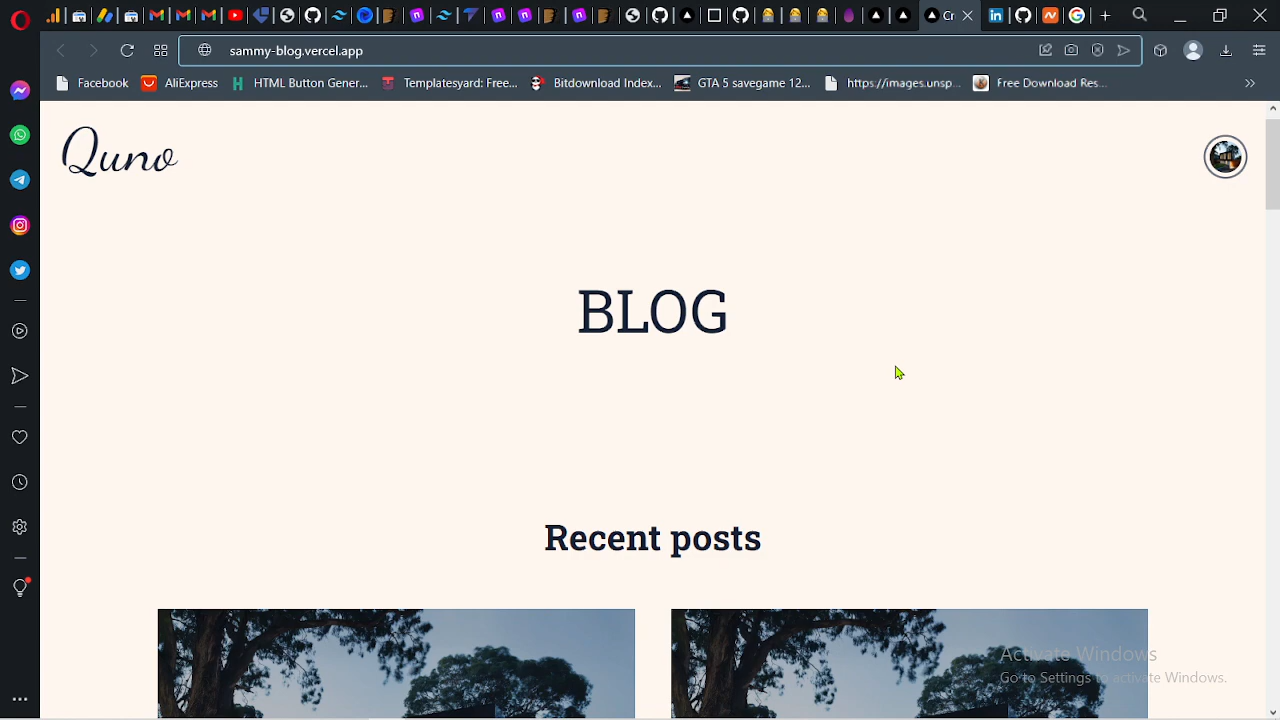 Cr
sammy-blog.vercel.app
Facebook
AliExpress
HTML Button Gener...
Templatesyard: Free...
Bitdownload Index...
GTA 5 savegame 12...
https://images.unsp...
Free Download Res...
Quno
BLOG
Recent posts
Activate Windows
Go to Settings to activate Windows.